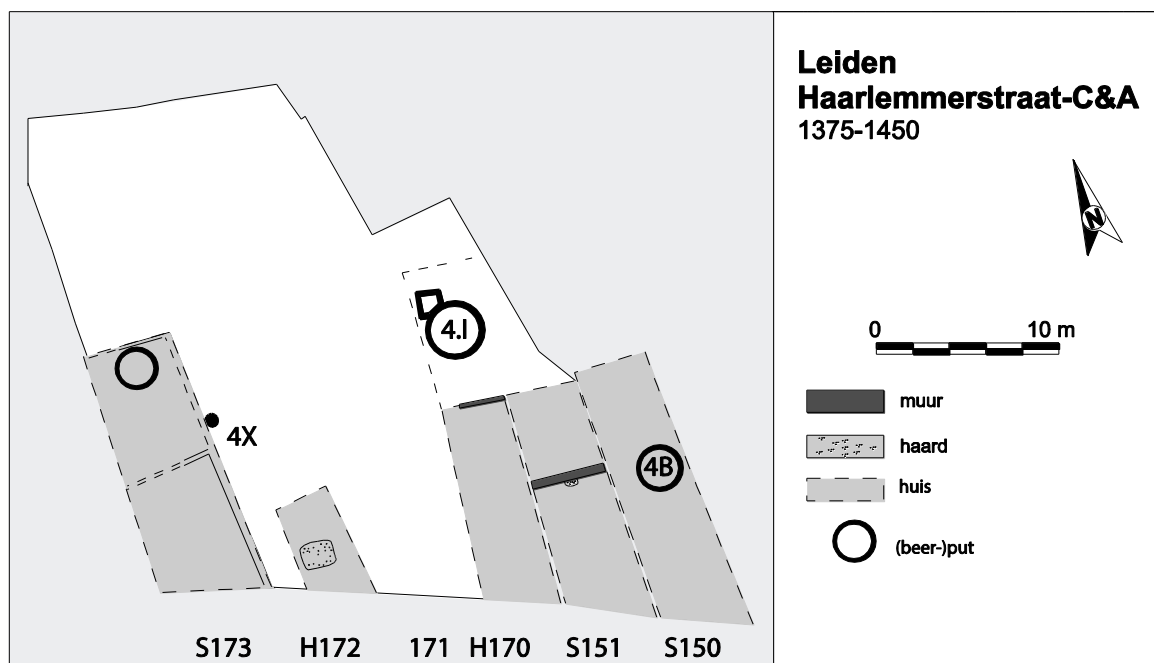 Leiden
Haarlemmerstraat-C&A
1375-1450
N
0 10 m
muur
haard
huis
(beer-)put
4.I
4X
4B
S173 H172 171 H170 S151 S150